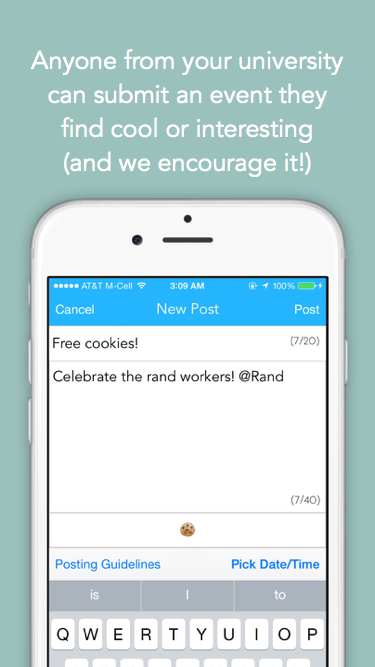 Anyone from your university
can submit an event they
find cool or interesting
(and we encourage it!)
AT&T M-Cell 3:09 AM 100%
Cancel New Post Post
Free cookies! (7/20)
Celebrate the rand workers! @Rand
(7/40)
Posting Guidelines Pick Date/Time
is I to
Q W E R T Y U I O P